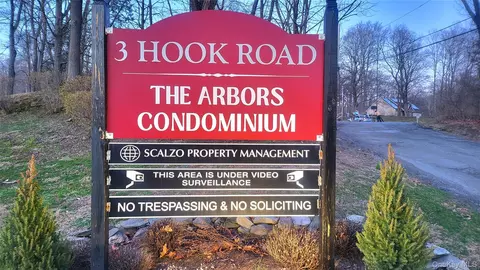 3 HOOK ROAD
THE ARBORS
CONDOMINIUM
SCALZO PROPERTY MANAGEMENT
THIS AREA IS UNDER VIDEO
SURVEILLANCE
NO TRESPASSING & NO SOLICITING